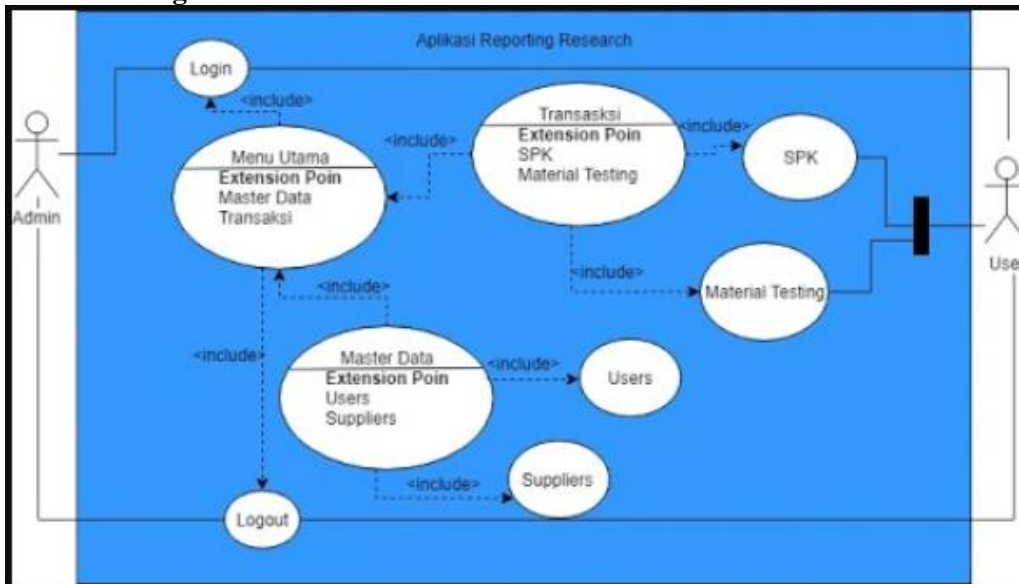 Aplikasi Reporting Research
Login
<include>
Transasksi
Extension Poin
SPK
Material Testing
<include>
<include>
SPK
Menu Utama
Extension Poin
Master Data
Transaksi
Admin
Use
<include>
Material Testing
<include>
<include>
Master Data
Extension Poin
Users
Suppliers
<include>
Users
<include>
Suppliers
Logout